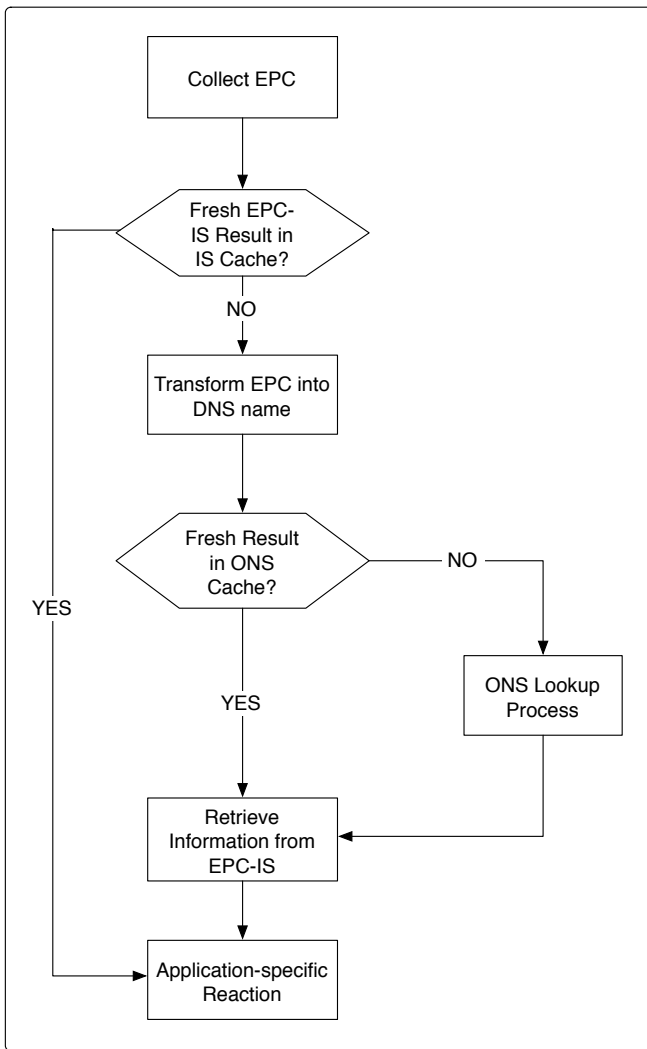 Collect EPC
Fresh EPC-
IS Result in
IS Cache?
NO
Transform EPC into
DNS name
Fresh Result
in ONS
Cache?
NO
YES
ONS Lookup
Process
YES
Retrieve
Information from
EPC-IS
Application-specific
Reaction